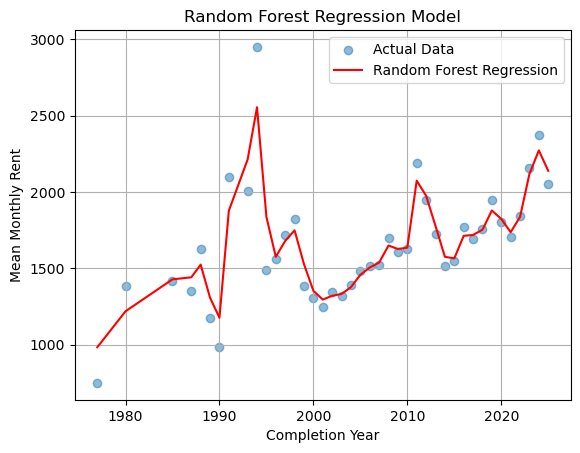 Random Forest Regression Model
Actual Data
Random Forest Regression
Mean Monthly Rent
3000
2500
2000
1500
1000
1980
1990
2000
2010
2020
Completion Year